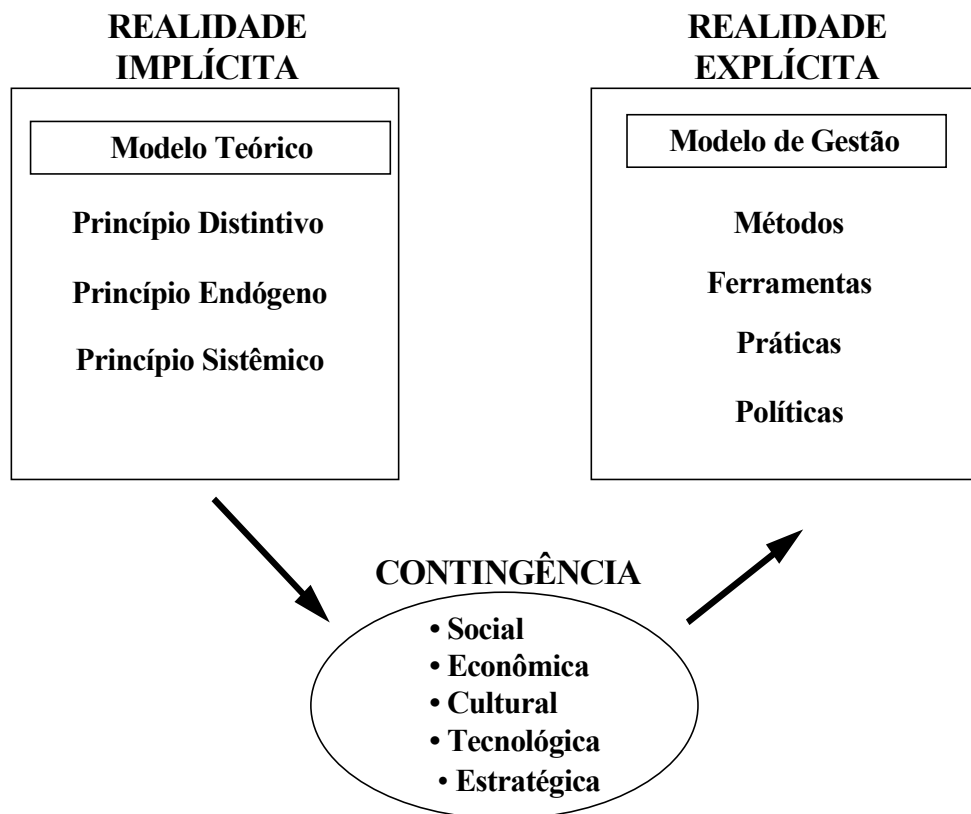 REALIDADE
IMPLÍCITA
Modelo Teórico
Princípio Distintivo
Princípio Endógeno
Princípio Sistêmico
REALIDADE
EXPLÍCITA
Modelo de Gestão
Métodos
Ferramentas
Práticas
Políticas
CONTINGÊNCIA
• Social
• Econômica
• Cultural
• Tecnológica
• Estratégica